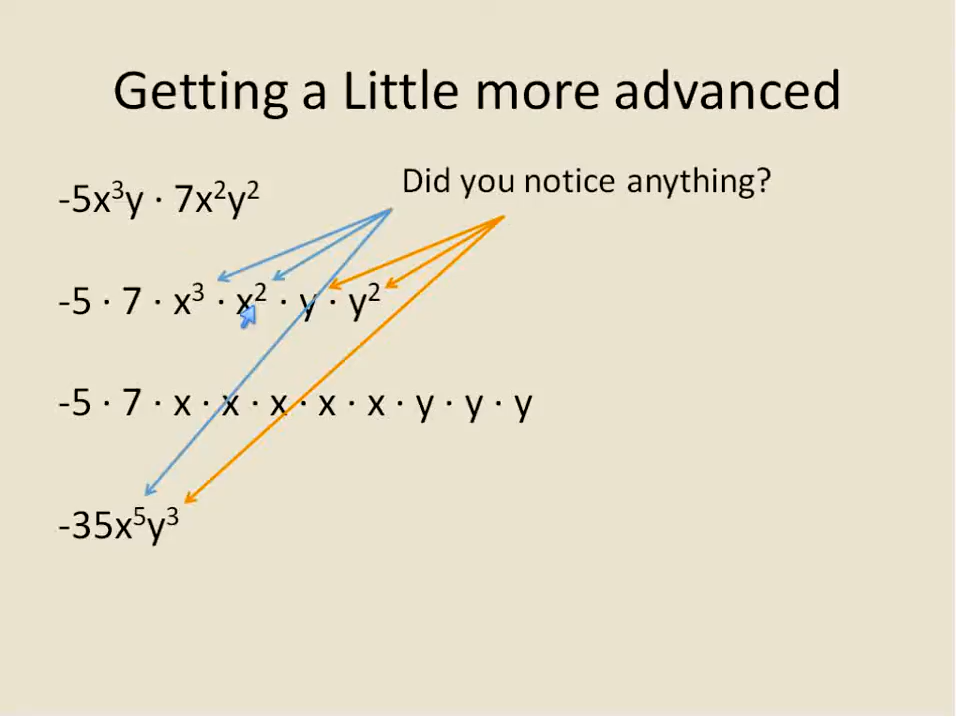 Getting a Little more advanced
Did you notice anything?
-5x³y · 7x²y²
-5 · 7 · x³ · x² · y · y²
-5 · 7 · x · x · x · x · x · y · y · y
-35x⁵y³